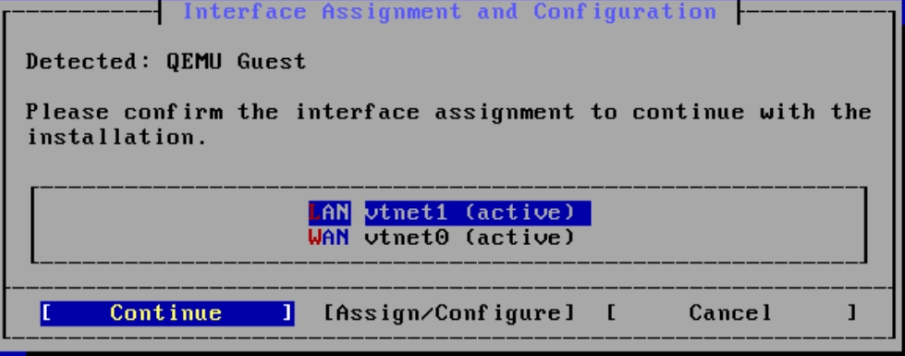 Interface Assignment and Configuration
Detected: QEMU Guest
Please confirm the interface assignment to continue with the
installation.
LAN vtnet1 (active)
WAN vtnet0 (active)
[ Continue ] [Assign/Configure] [ Cancel ]